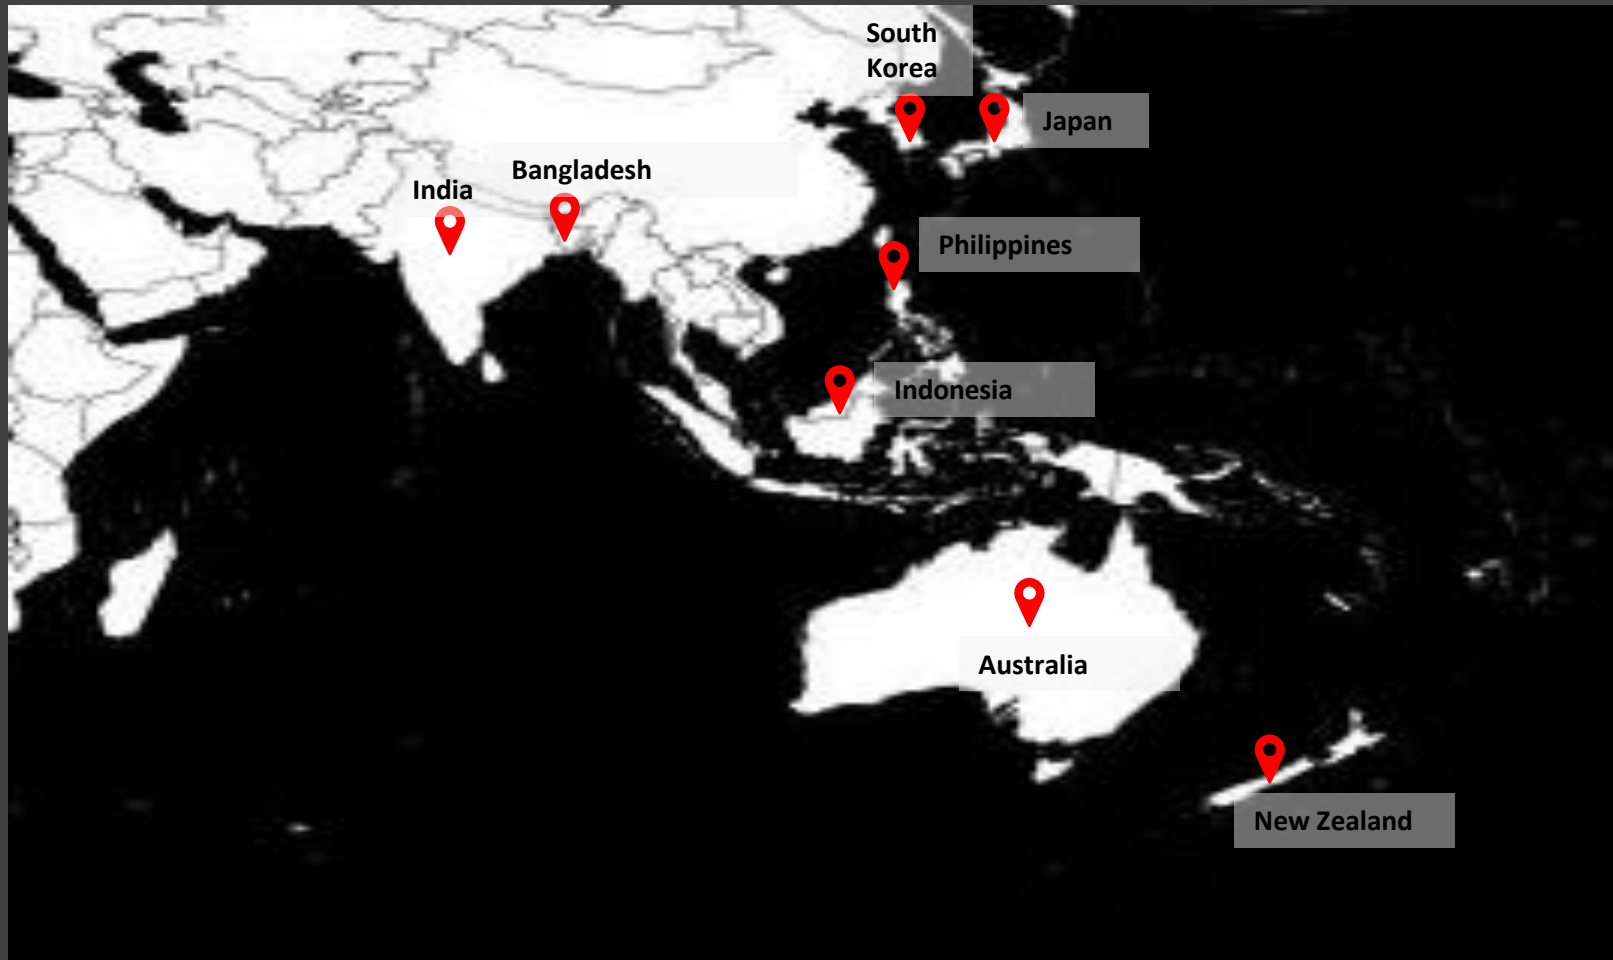 South
Korea
Japan
Bangladesh
India
Philippines
Indonesia
Australia
New Zealand